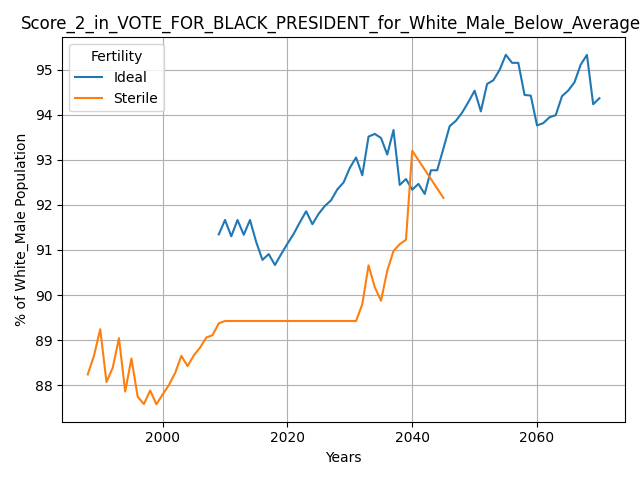 Score_2_in_VOTE_FOR_BLACK_PRESIDENT_for_White_Male_Below_Average
Fertility
Ideal
Sterile
95
94
93
92
91
90
89
88
% of White_Male Population
2000
2020
2040
2060
Years